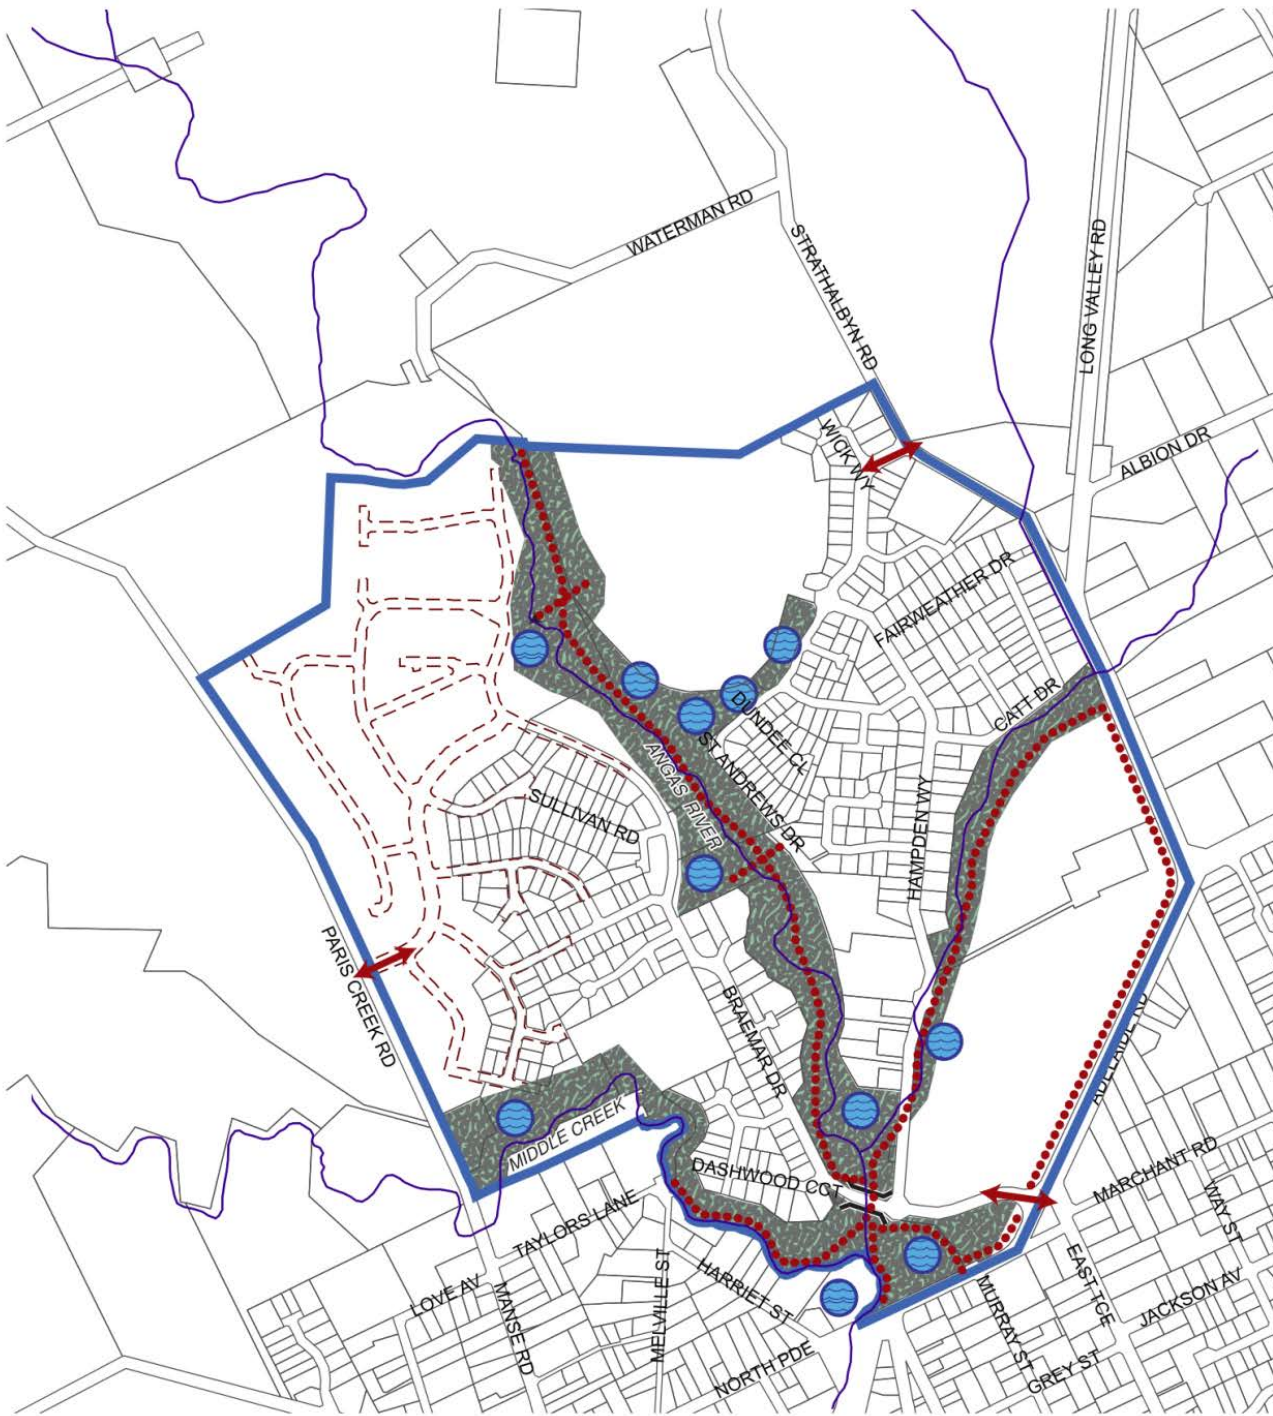 WATERMAN RD
STRATHALBYN RD
LONG VALLEY RD
WICK WY
ALBION DR
FAIRWEATHER DR
CATT DR
DUNDEE CL
ST ANDREWS DR
ANGAS RIVER
SULLIVAN RD
HAMPDEN WY
PARIS CREEK RD
BRAEMAR DR
ADELAIDE RD
MIDDLE CREEK
DASHWOOD CCT
MARCHANT RD
WAY ST
TAYLORS LANE
LOVE AV
MANSE RD
MELVILLE ST
HARRIET ST
EAST TCE
JACKSON AV
MURRAY ST
GREY ST
NORTH PDE